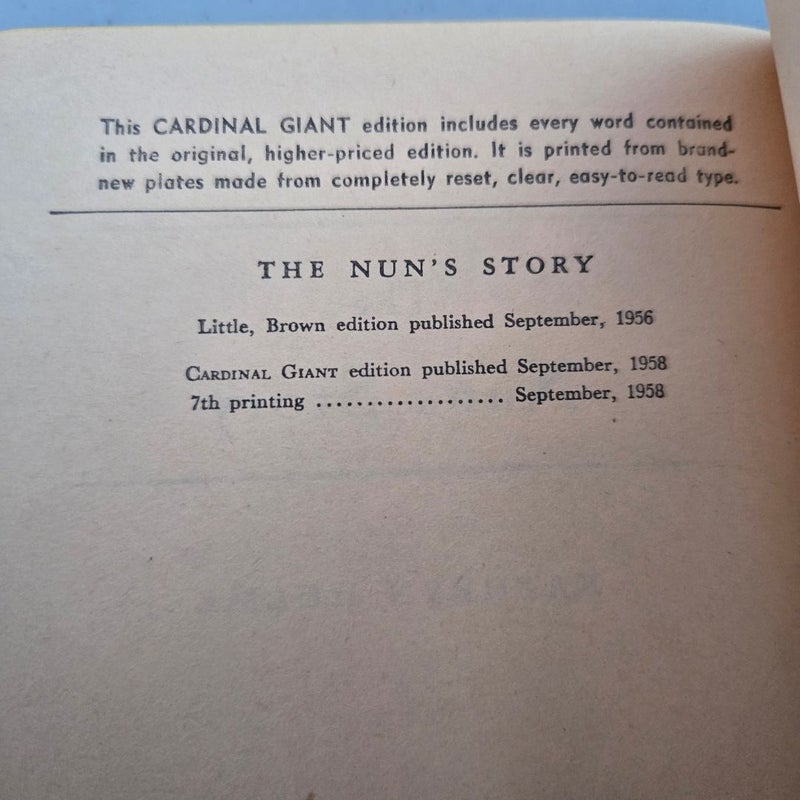 This CARDINAL GIANT edition includes every word contained
in the original, higher-priced edition. It is printed from brand-
new plates made from completely reset, clear, easy-to-read type.
THE NUN'S STORY
Little, Brown edition published September, 1956
CARDINAL GIANT edition published September, 1958
7th printing ................... September, 1958